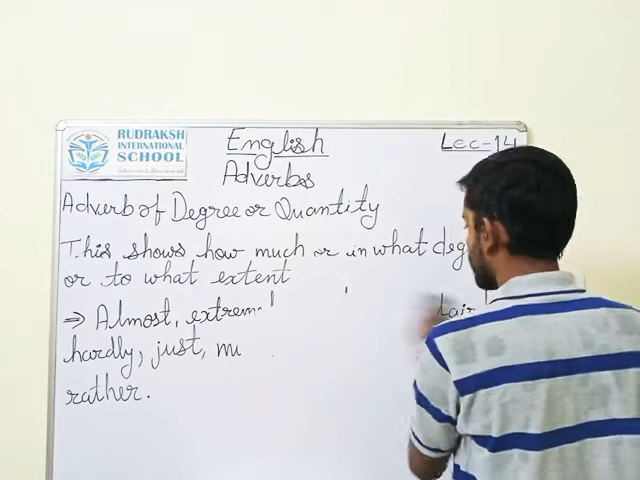 RUDRAKSH
INTERNATIONAL
SCHOOL
English
Lec-14
Adverbs
Adverb of Degree or Quantity
This shows how much or in what deg
or to what extent
⇒ Almost, extrem
hardly, just, mu
rather.